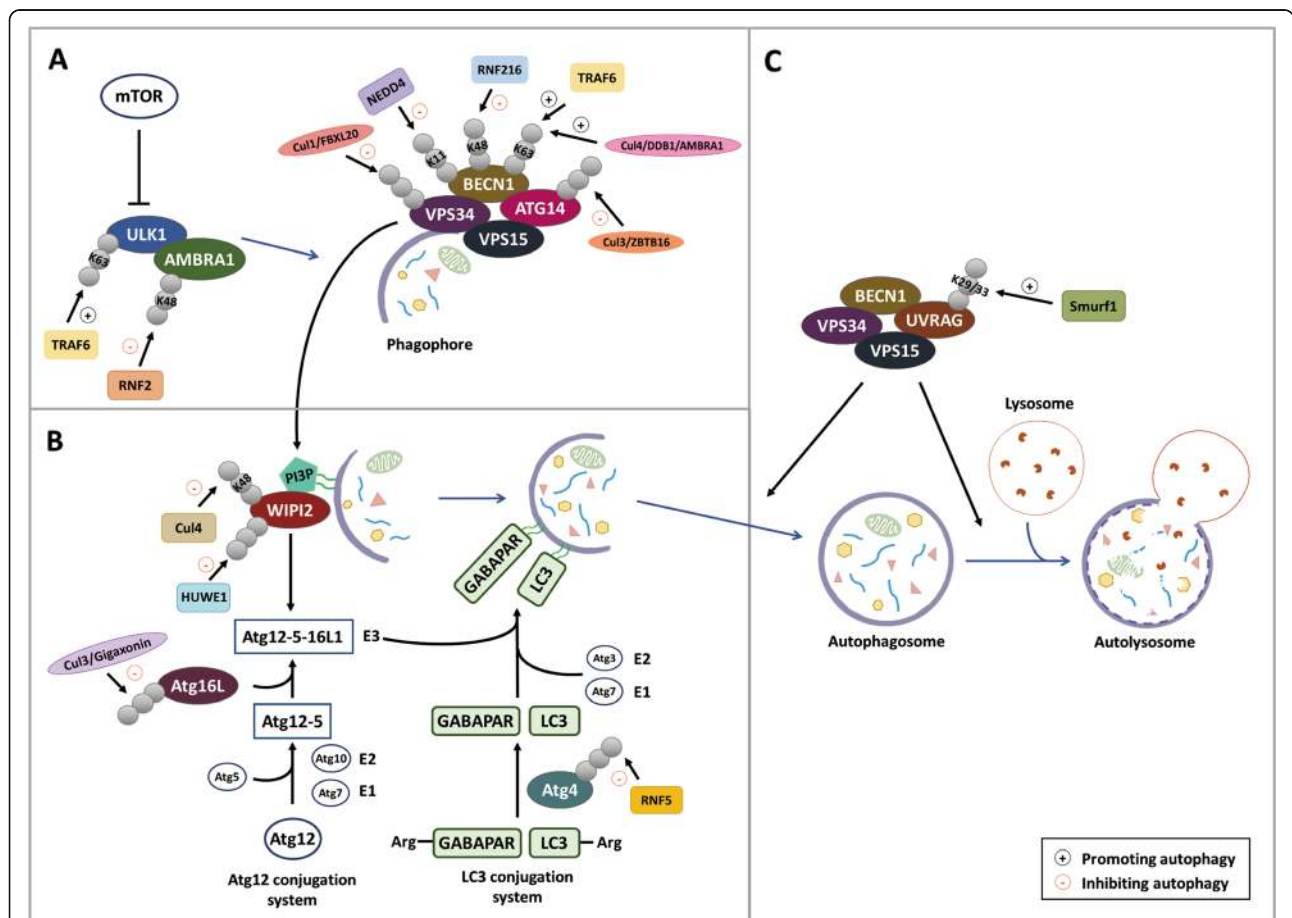 A
mTOR
ULK1
AMBRA1
K63
K48
+
-
TRAF6
RNF2
NEDD4
RNF216
TRAF6
Cul1/FBXL20
-
-
-
+
+
Cul4/DDB1/AMBRA1
K11
K48
K63
BECN1
VPS34
ATG14
VPS15
-
Cul3/ZBTB16
Phagophore
B
PI3P
WIPI2
K48
-
Cul4
-
HUWE1
GABAPAR
LC3
Atg12-5-16L1
E3
Cul3/Gigaxonin
-
Atg16L
Atg3
E2
Atg7
E1
Atg12-5
GABAPAR
LC3
Atg5
Atg10
E2
Atg7
E1
Atg4
-
RNF5
Atg12
Arg
GABAPAR
LC3
Arg
Atg12 conjugation
system
LC3 conjugation
system
C
K29/33
+
Smurf1
BECN1
VPS34
UVRAG
VPS15
Lysosome
Autophagosome
Autolysosome
+ Promoting autophagy
- Inhibiting autophagy